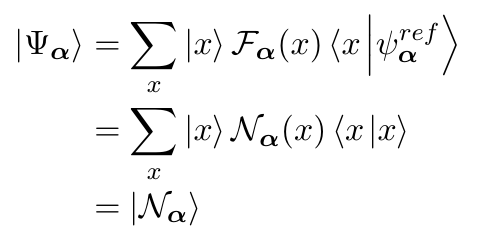 |Ψ_α⟩ = ∑_x |x⟩ ℱ_α(x) ⟨x|ψ_α^{ref}⟩
= ∑_x |x⟩ 𝒩_α(x) ⟨x|x⟩
= |𝒩_α⟩